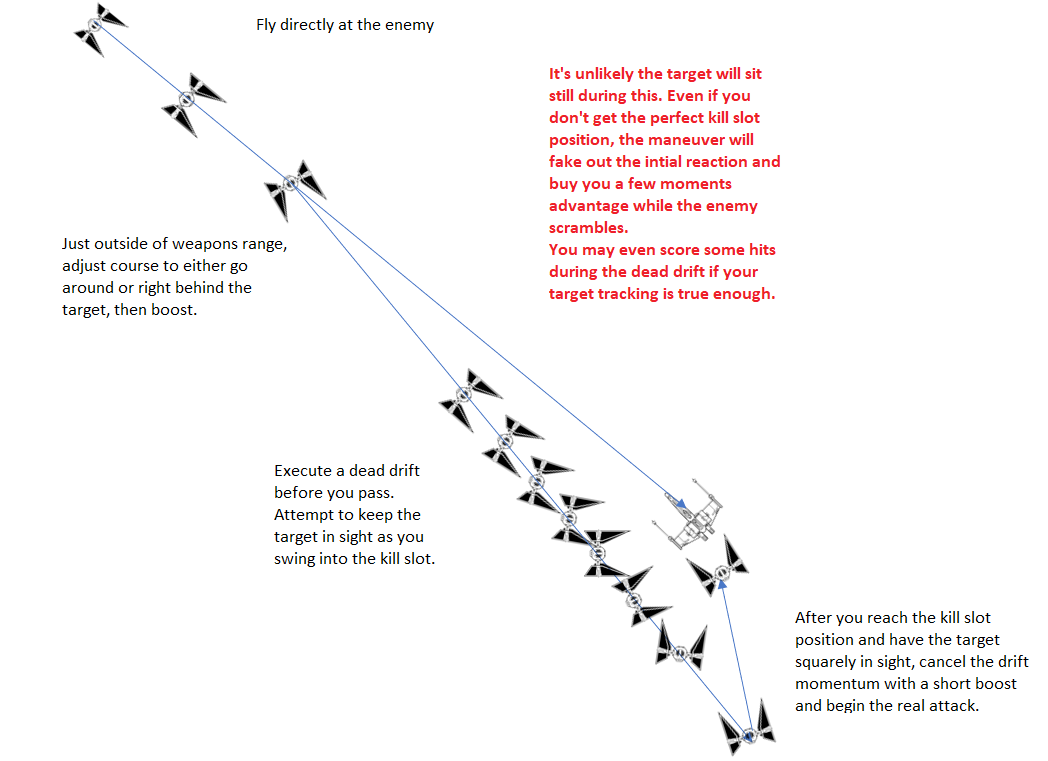 Fly directly at the enemy
It's unlikely the target will sit
still during this. Even if you
don't get the perfect kill slot
position, the maneuver will
fake out the intial reaction and
buy you a few moments
advantage while the enemy
scrambles.
You may even score some hits
during the dead drift if your
target tracking is true enough.
Just outside of weapons range,
adjust course to either go
around or right behind the
target, then boost.
Execute a dead drift
before you pass.
Attempt to keep the
target in sight as you
swing into the kill slot.
After you reach the kill slot
position and have the target
squarely in sight, cancel the drift
momentum with a short boost
and begin the real attack.